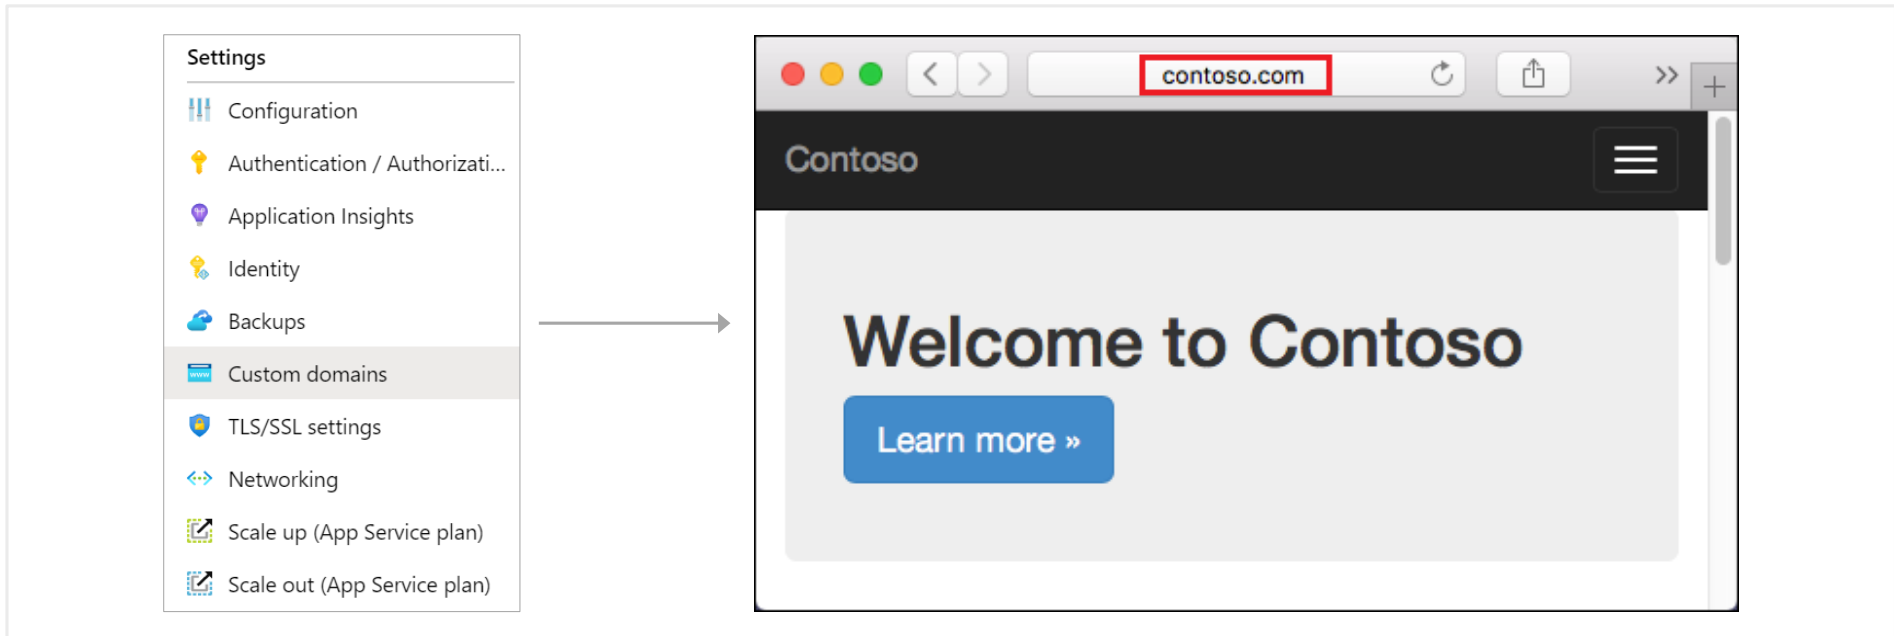 Settings
Configuration
Authentication / Authorizati...
Application Insights
Identity
Backups
www
Custom domains
TLS/SSL settings
Networking
Scale up (App Service plan)
Scale out (App Service plan)
contoso.com
Contoso
Welcome to Contoso
Learn more »